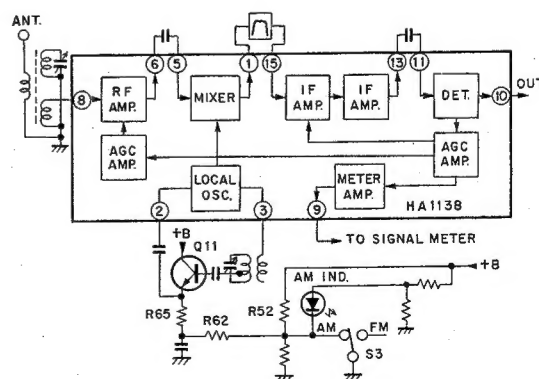 ANT.
6
5
1
15
13
11
8
RF
AMP.
MIXER
IF
AMP.
IF
AMP.
DET.
10
OUT
AGC
AMP.
LOCAL
OSC.
METER
AMP.
AGC
AMP.
HA1138
2
3
9
TO SIGNAL METER
+B
Q11
AM IND.
+B
R65
R62
R52
AM
FM
S3